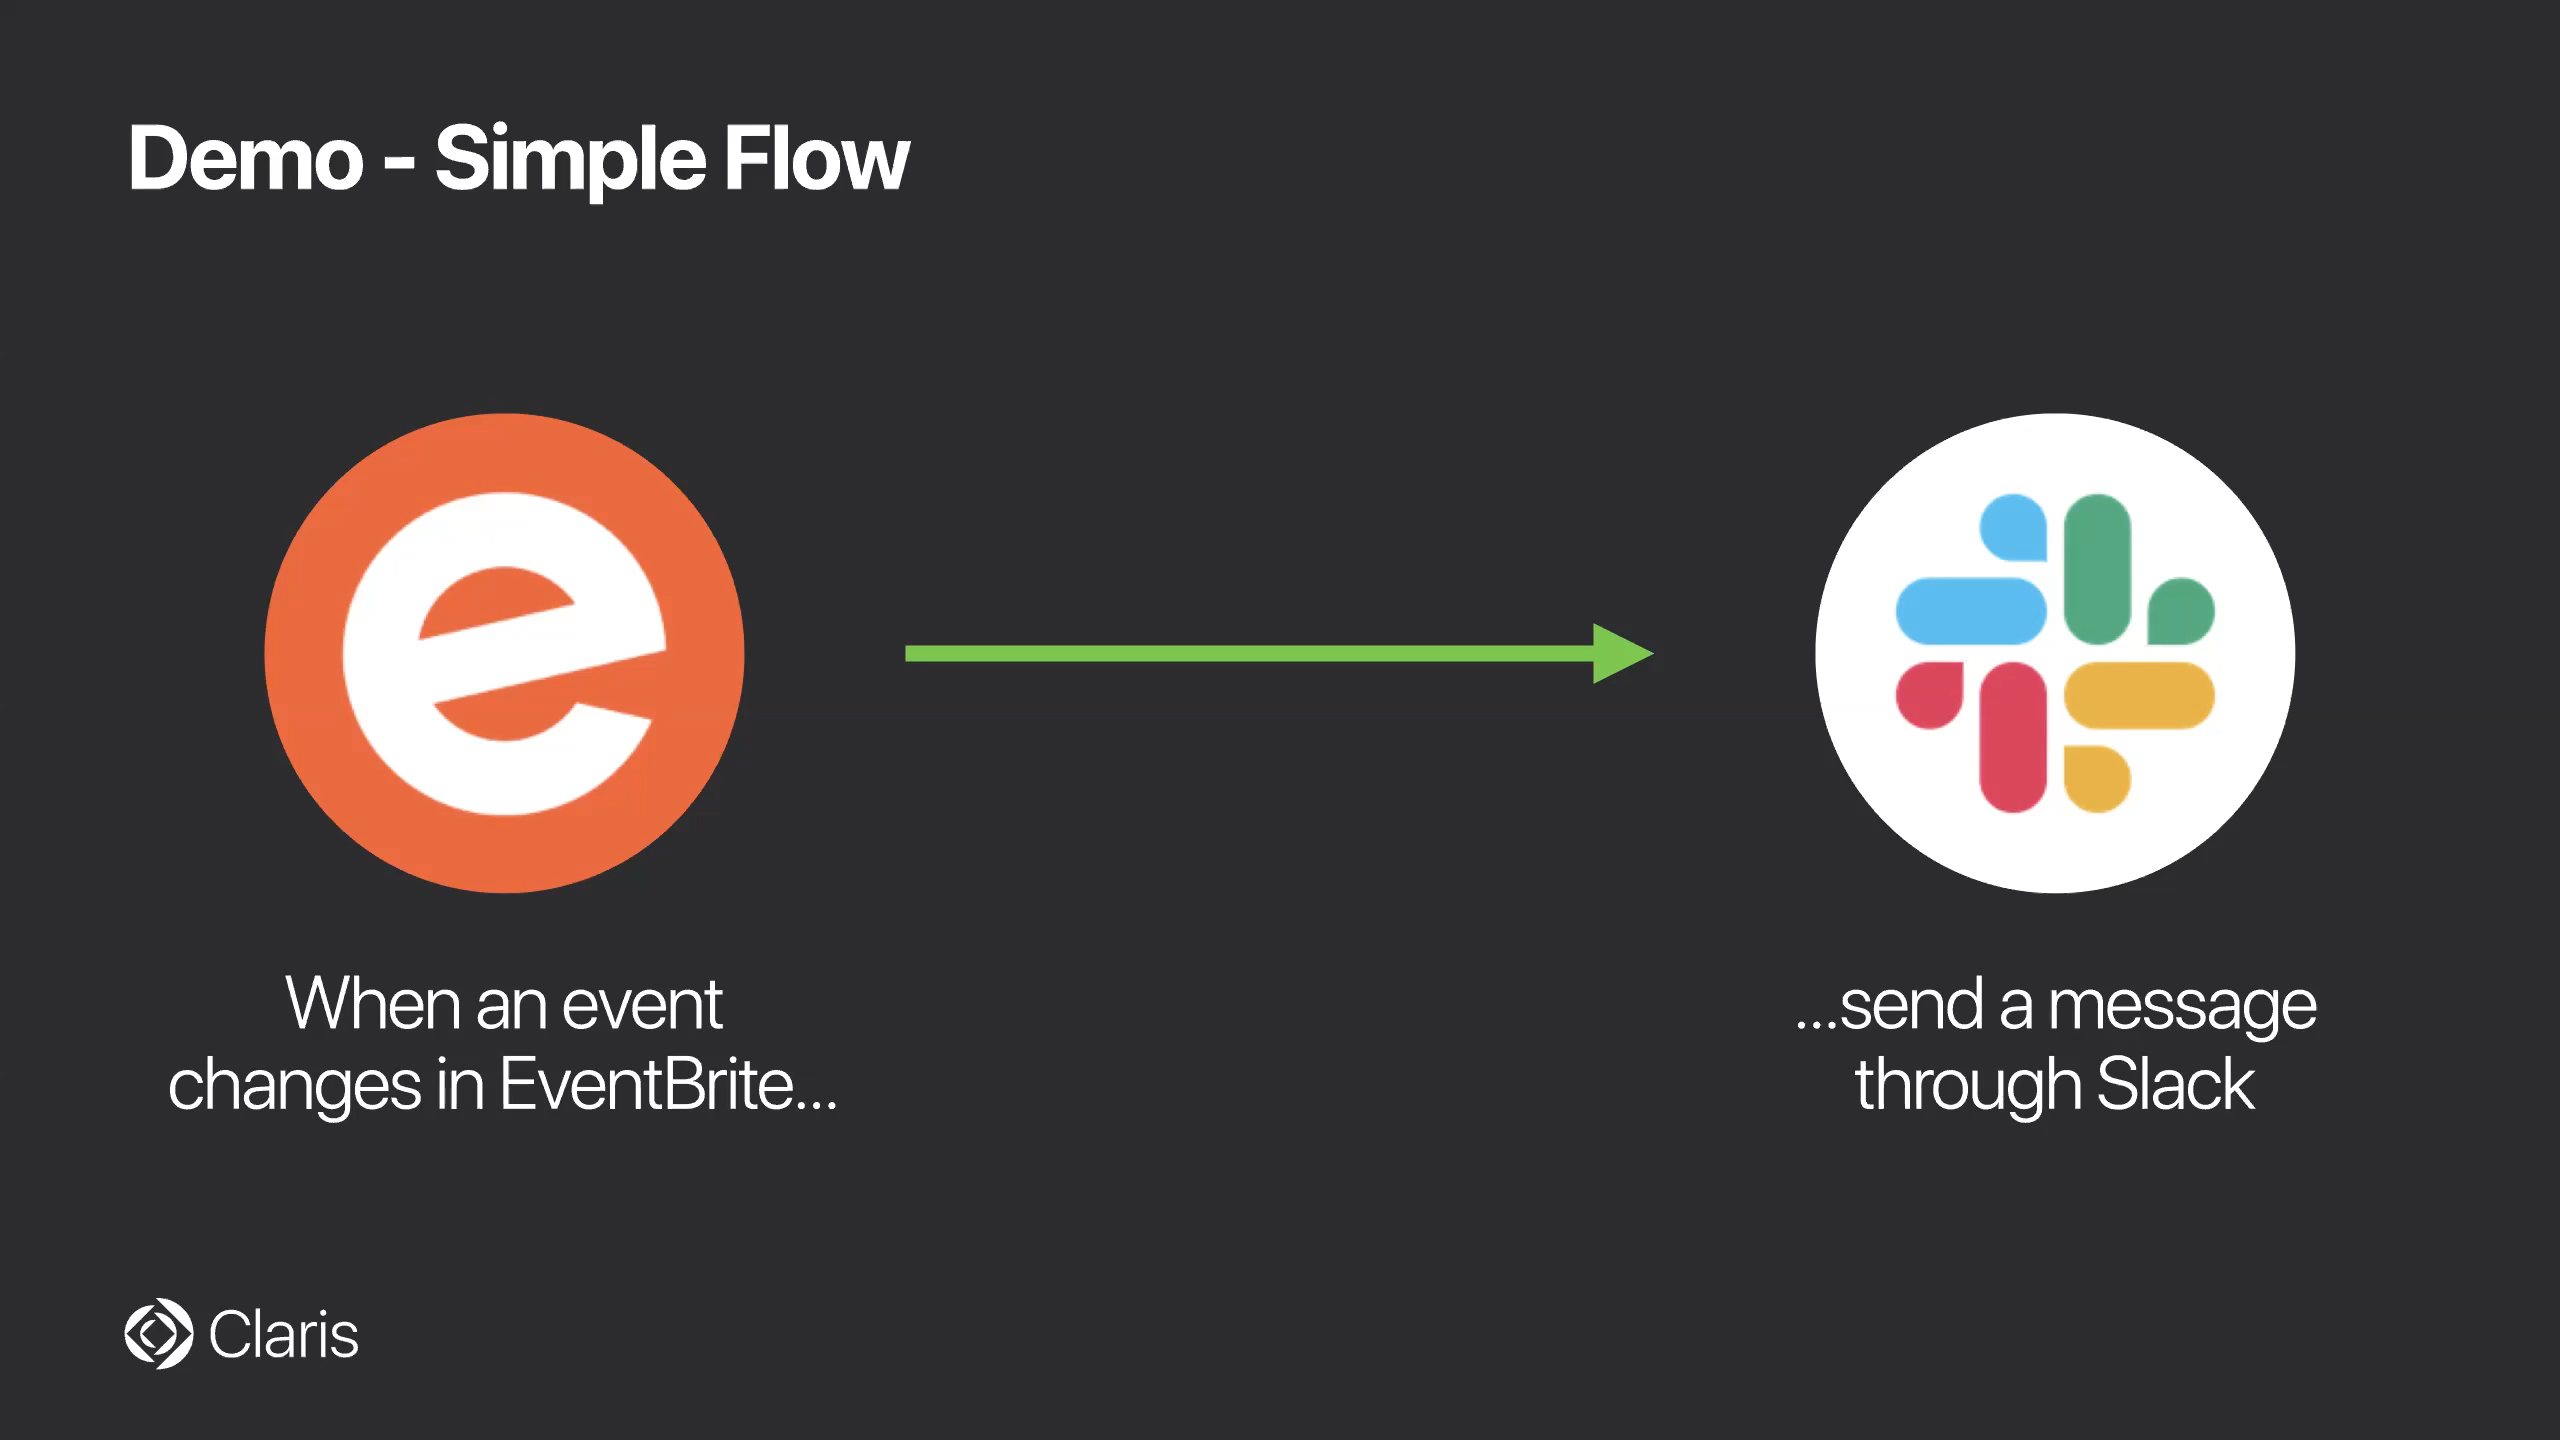 Demo - Simple Flow
When an event
changes in EventBrite...
...send a message
through Slack
Claris